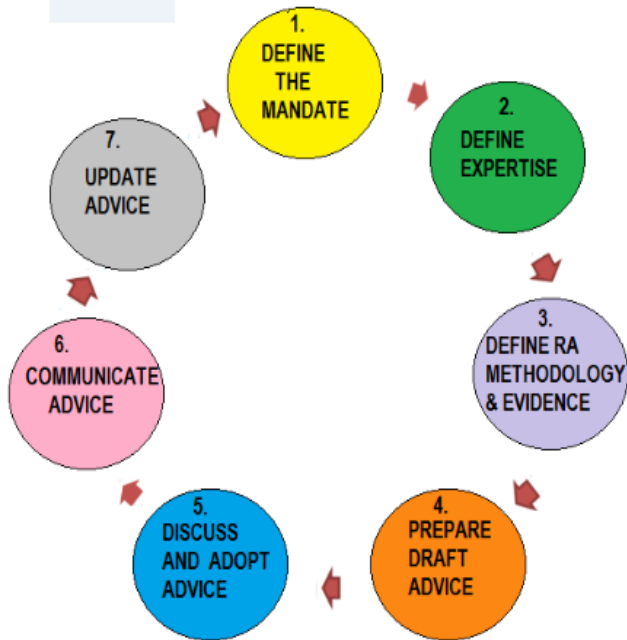 1.
DEFINE
THE
MANDATE
2.
DEFINE
EXPERTISE
3.
DEFINE RA
METHODOLOGY
& EVIDENCE
4.
PREPARE
DRAFT
ADVICE
5.
DISCUSS
AND ADOPT
ADVICE
6.
COMMUNICATE
ADVICE
7.
UPDATE
ADVICE